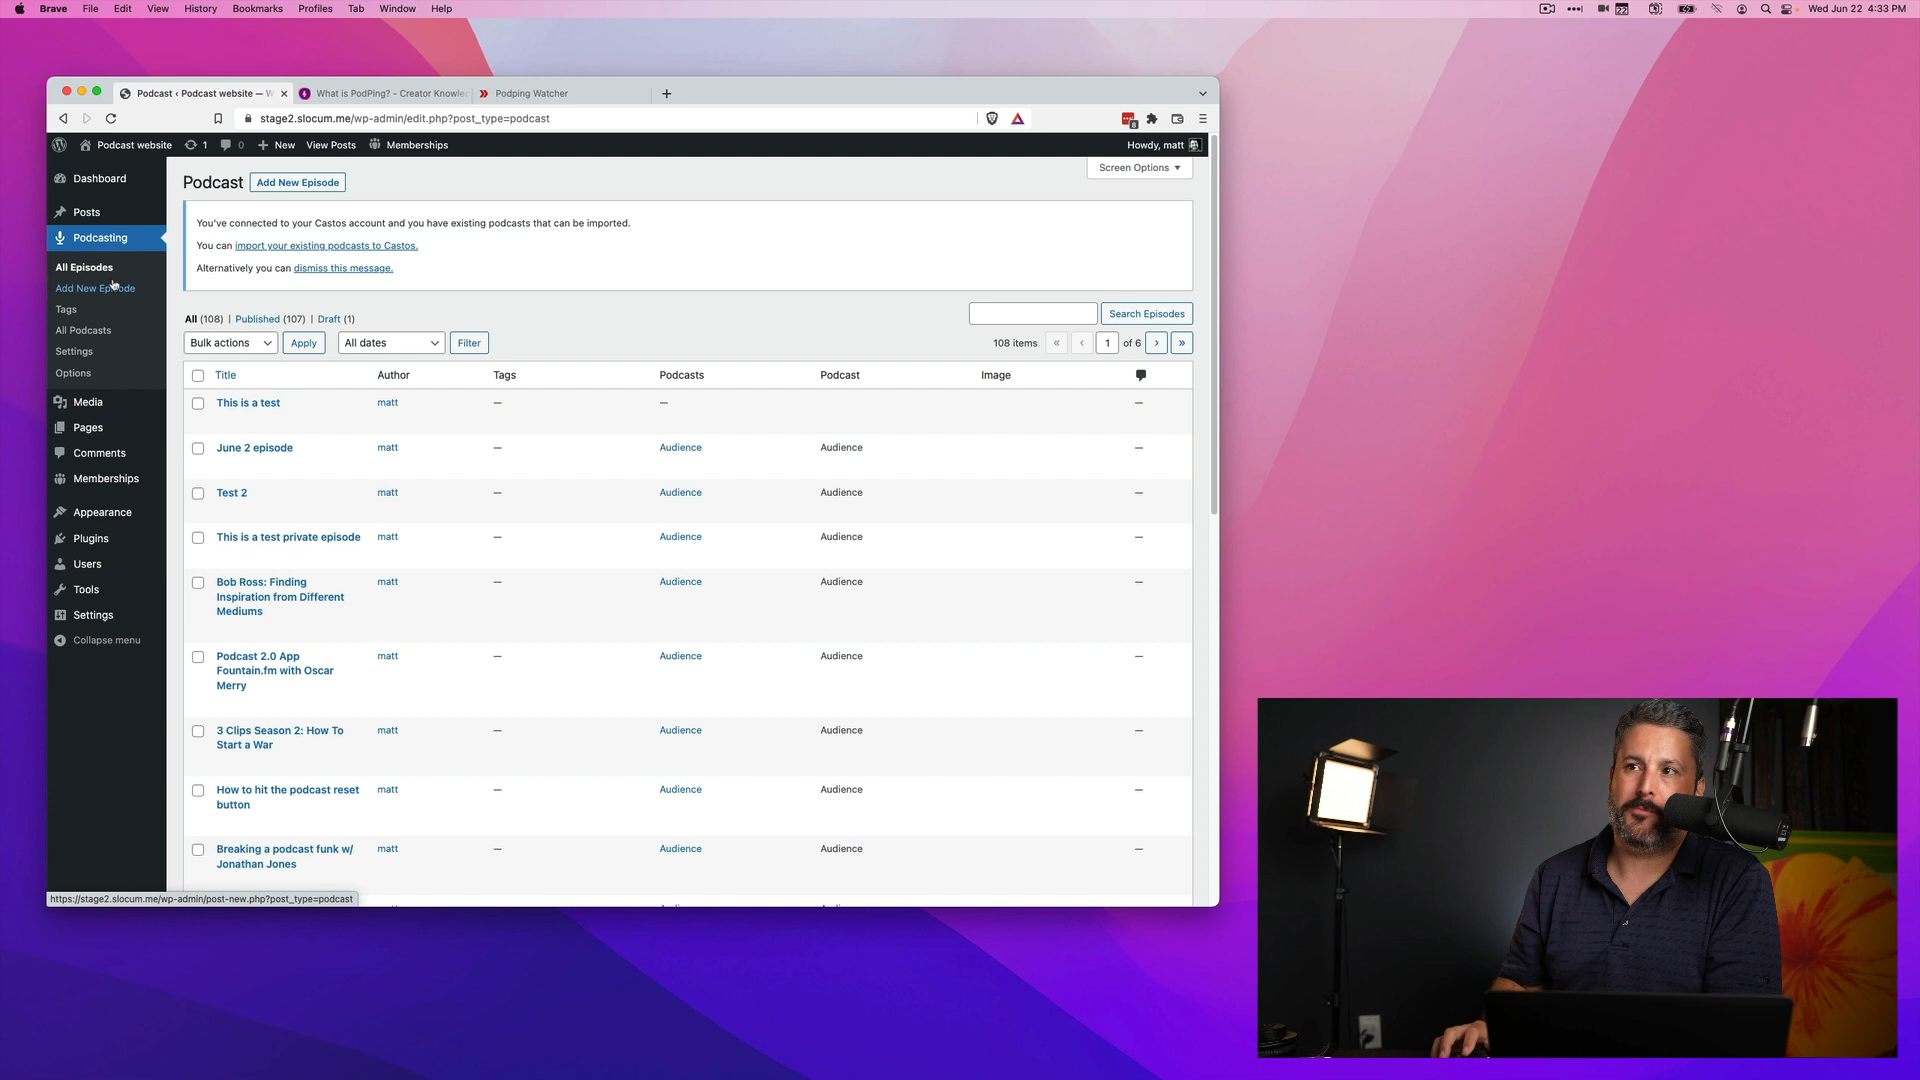 Brave File Edit View History Bookmarks Profiles Tab Window Help
22
Wed Jun 22 4:33 PM
Podcast ‹ Podcast website — W
What is PodPing? - Creator Knowle
Podping Watcher
stage2.slocum.me/wp-admin/edit.php?post_type=podcast
Podcast website 1 0 New View Posts Memberships
Howdy, matt
Screen Options
Dashboard
Posts
Podcasting
All Episodes
Add New Episode
Tags
All Podcasts
Settings
Options
Media
Pages
Comments
Memberships
Appearance
Plugins
Users
Tools
Settings
Collapse menu
Podcast Add New Episode
You've connected to your Castos account and you have existing podcasts that can be imported.
You can import your existing podcasts to Castos.
Alternatively you can dismiss this message.
All (108) | Published (107) | Draft (1)
Search Episodes
Bulk actions Apply All dates Filter
108 items « ‹ 1 of 6 › »
Title Author Tags Podcasts Podcast Image
This is a test matt — — —
June 2 episode matt — Audience Audience —
Test 2 matt — Audience Audience —
This is a test private episode matt — Audience Audience —
Bob Ross: Finding matt — Audience Audience —
Inspiration from Different
Mediums
Podcast 2.0 App matt — Audience Audience —
Fountain.fm with Oscar
Merry
3 Clips Season 2: How To matt — Audience Audience —
Start a War
How to hit the podcast reset matt — Audience Audience —
button
Breaking a podcast funk w/ matt — Audience Audience —
Jonathan Jones
https://stage2.slocum.me/wp-admin/post-new.php?post_type=podcast